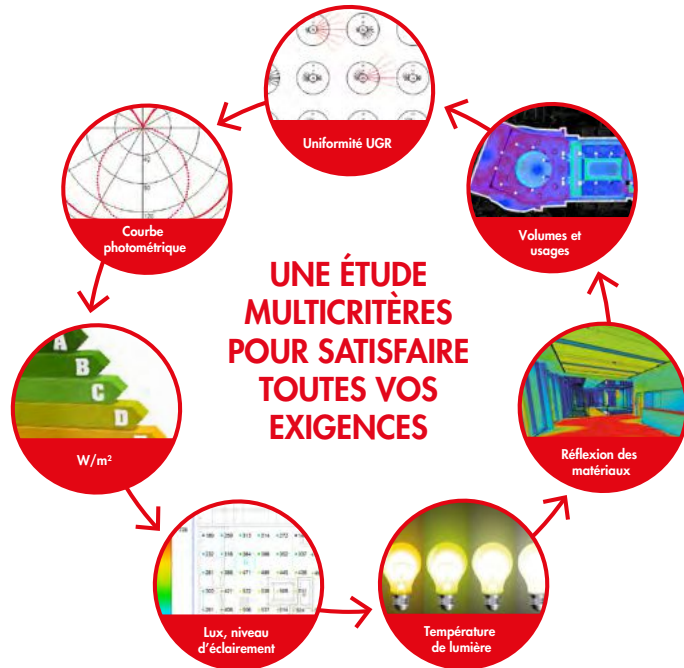 Uniformité UGR
Courbe
photométrique
Volumes et
usages
UNE ÉTUDE
MULTICRITÈRES
POUR SATISFAIRE
TOUTES VOS
EXIGENCES
A
B
C
D
W/m²
Réflexion des
matériaux
Lux, niveau
d'éclairement
Température
de lumière